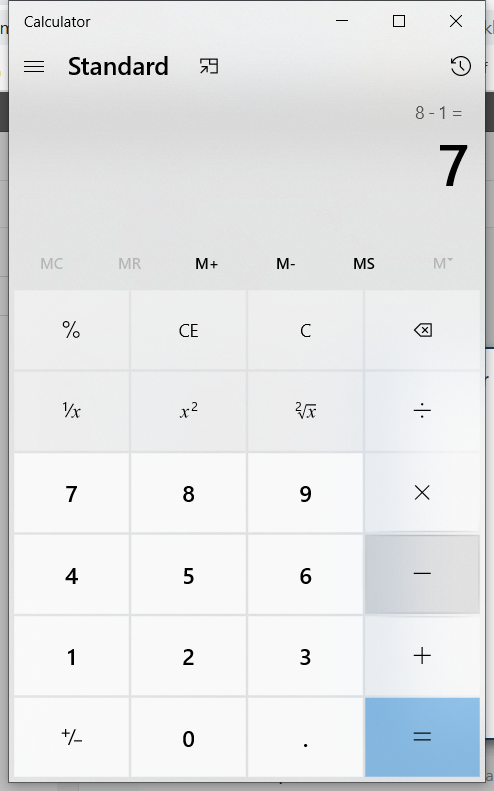 Calculator
Standard
8 - 1 =
7
MC MR M+ M- MS M˅
% CE C
¹/x x² ²√x ÷
7 8 9 ×
4 5 6 −
1 2 3 +
+/− 0 . =